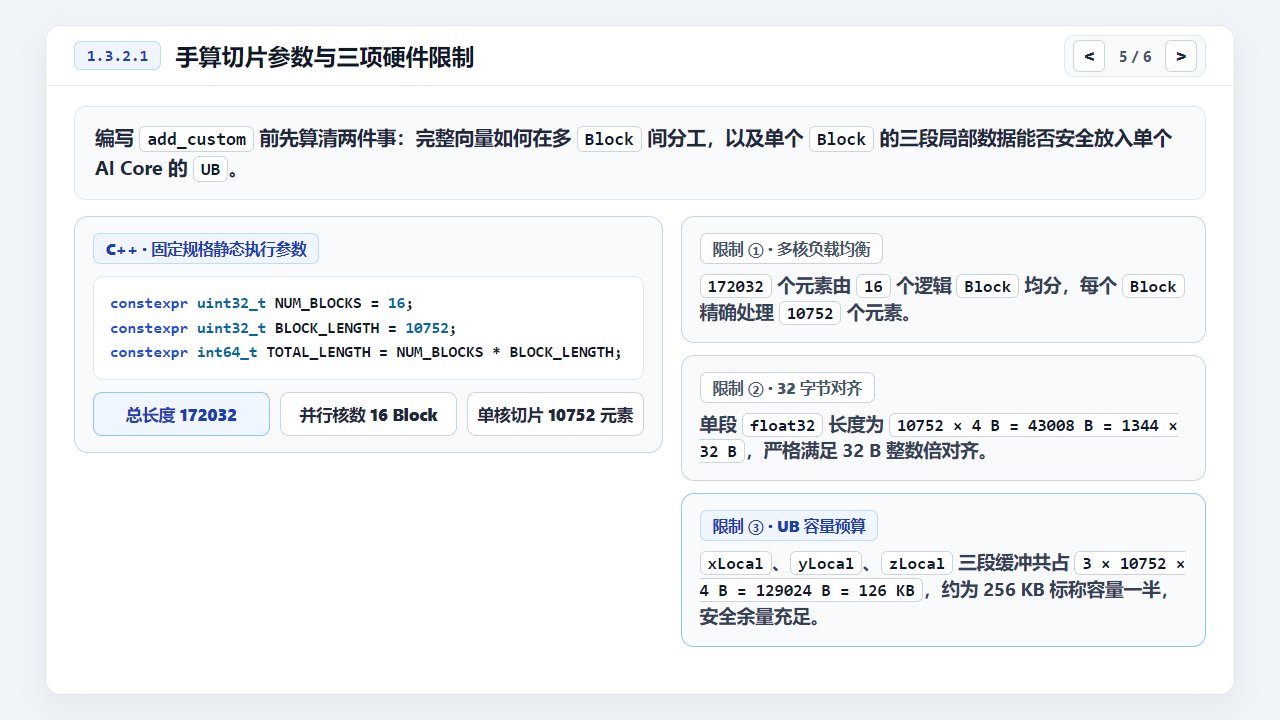 1.3.2.1 手算切片参数与三项硬件限制
< 5 / 6 >
编写 add_custom 前先算清两件事：完整向量如何在多 Block 间分工，以及单个 Block 的三段局部数据能否安全放入单个
AI Core 的 UB 。
C++ · 固定规格静态执行参数
constexpr uint32_t NUM_BLOCKS = 16;
constexpr uint32_t BLOCK_LENGTH = 10752;
constexpr int64_t TOTAL_LENGTH = NUM_BLOCKS * BLOCK_LENGTH;
总长度 172032
并行核数 16 Block
单核切片 10752 元素
限制 ① · 多核负载均衡
172032 个元素由 16 个逻辑 Block 均分，每个 Block
精确处理 10752 个元素。
限制 ② · 32 字节对齐
单段 float32 长度为 10752 × 4 B = 43008 B = 1344 ×
32 B ，严格满足 32 B 整数倍对齐。
限制 ③ · UB 容量预算
xLocal 、 yLocal 、 zLocal 三段缓冲共占 3 × 10752 ×
4 B = 129024 B = 126 KB ，约为 256 KB 标称容量一半，
安全余量充足。